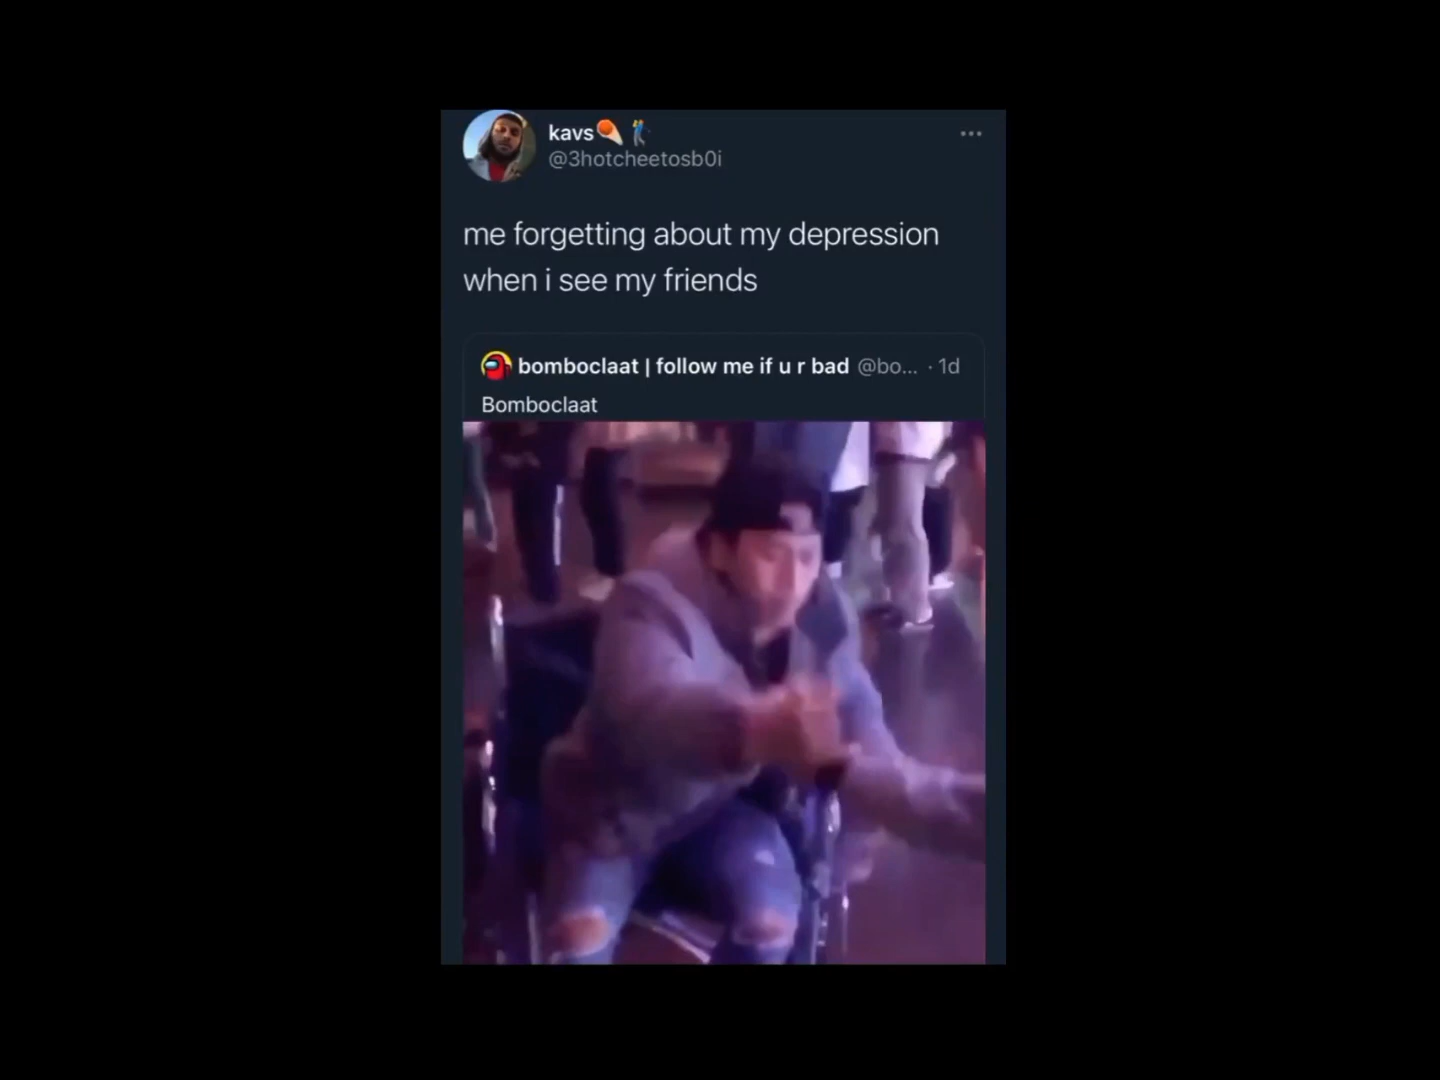 kavs
@3hotcheetosb0i
me forgetting about my depression
when i see my friends
bomboclaat | follow me if u r bad @bo... · 1d
Bomboclaat